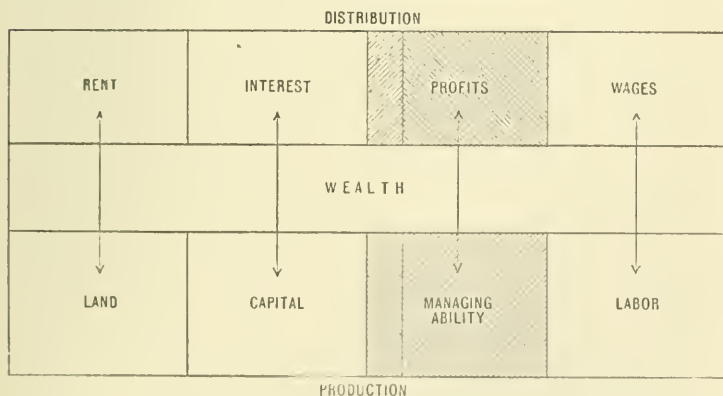 DISTRIBUTION
RENT INTEREST PROFITS WAGES
WEALTH
LAND CAPITAL MANAGING ABILITY LABOR
PRODUCTION